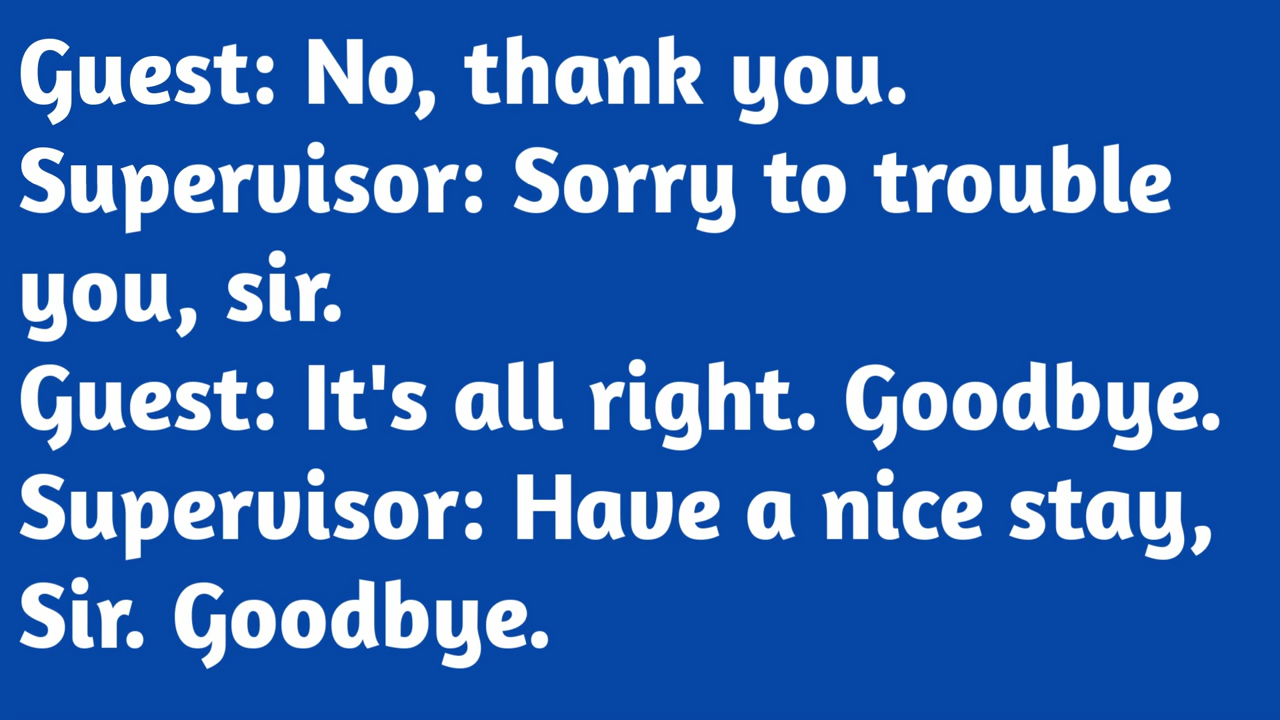 Guest: No, thank you.
Supervisor: Sorry to trouble
you, sir.
Guest: It's all right. Goodbye.
Supervisor: Have a nice stay,
Sir. Goodbye.